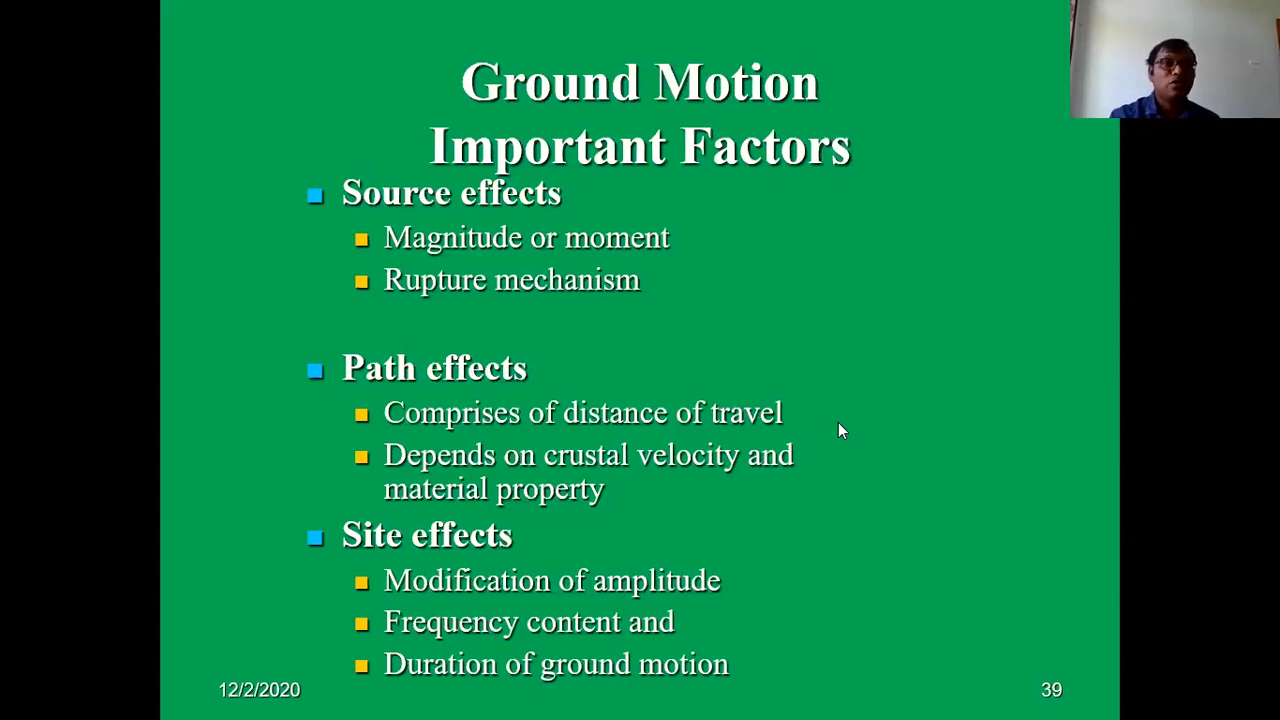 Ground Motion
Important Factors
Source effects
Magnitude or moment
Rupture mechanism
Path effects
Comprises of distance of travel
Depends on crustal velocity and
material property
Site effects
Modification of amplitude
Frequency content and
Duration of ground motion
12/2/2020
39